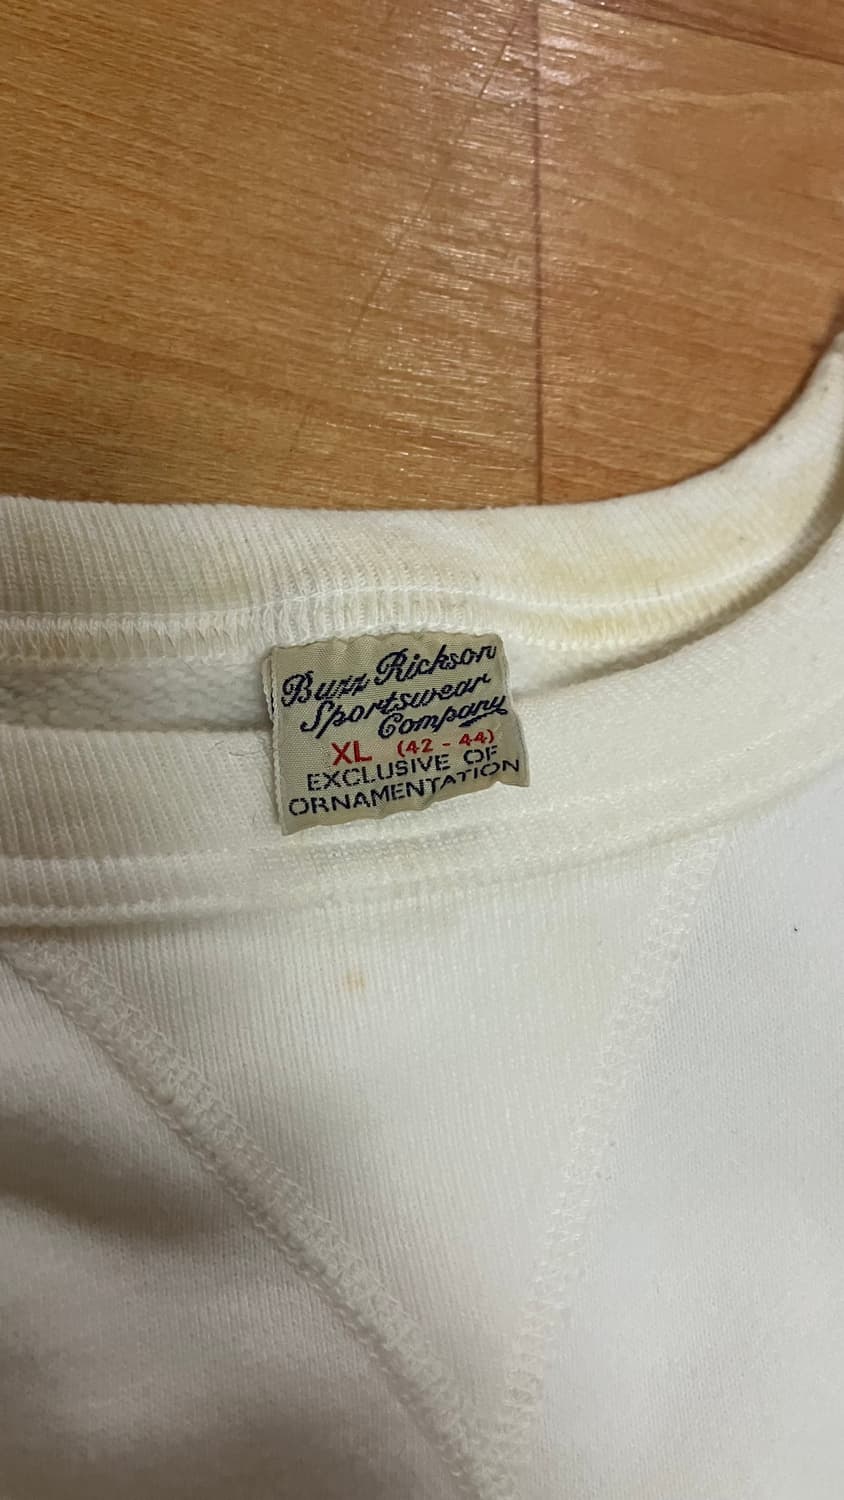 Buzz Rickson
Sportswear
Company
XL (42 - 44)
EXCLUSIVE OF
ORNAMENTATION